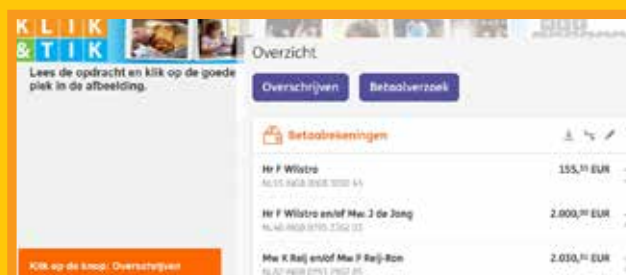 KLIK
& TIK
Lees de opdracht en klik op de goede
plek in de afbeelding.
Klik op de knop: Overschrijven
Overzicht
Overschrijven Betaalverzoek
Betaalrekeningen
Hr F Wilstra 155,
EUR
Hr F Wilstra en/of Mw J de Jong 2.000, EUR
Mw K Reij en/of Mw F Reij-Ron 2.030, EUR